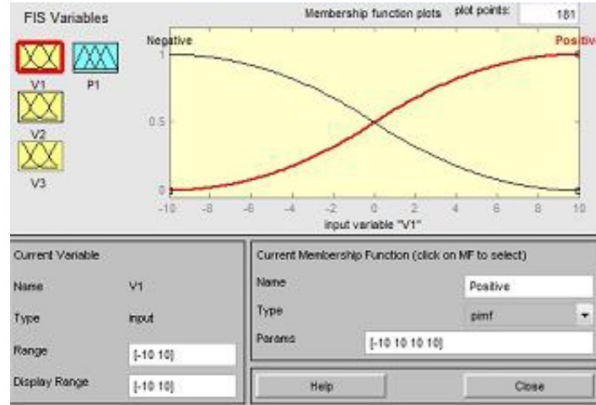 FIS Variables
Membership function plots
plot points:
181
V1
P1
V2
V3
Negative
Positive
1
0.5
0
-10
-8
-6
-4
-2
0
2
4
6
8
10
input variable "V1"
Current Variable
Name
V1
Type
input
Range
[-10 10]
Display Range
[-10 10]
Current Membership Function (click on MF to select)
Name
Positive
Type
pimf
Params
[-10 10 10 10]
Help
Close